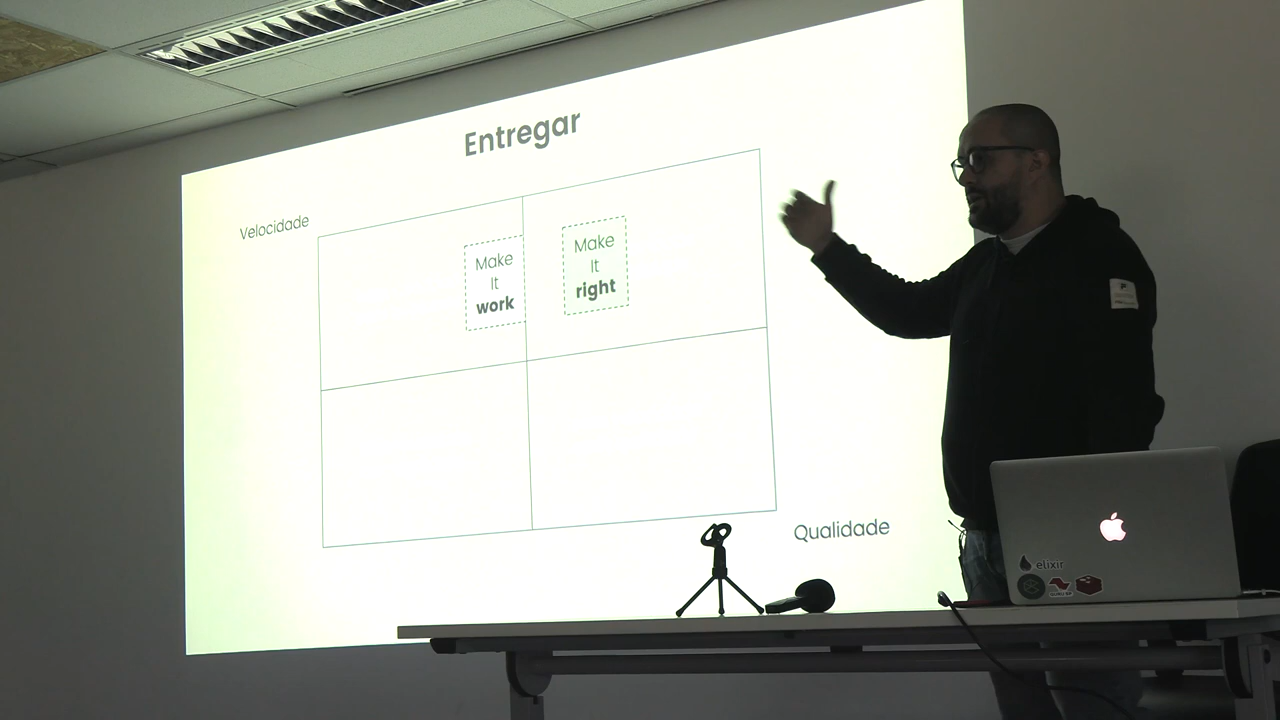 Entregar
Velocidade
Make
It
work
Make
It
right
Qualidade
elixir